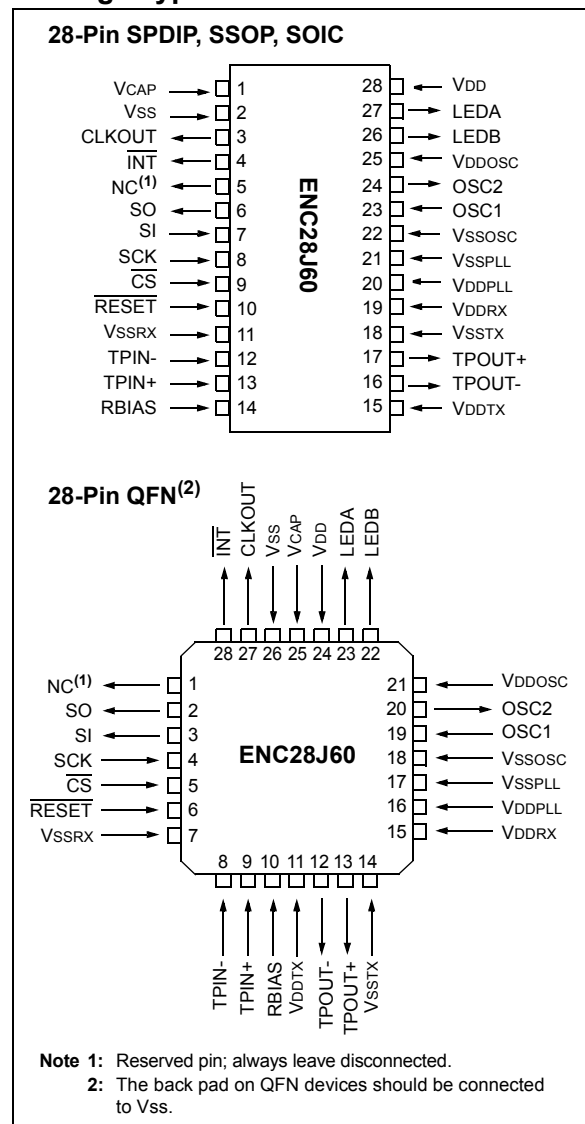 28-Pin SPDIP, SSOP, SOIC
VCAP 1 28 VDD
VSS 2 27 LEDA
CLKOUT 3 26 LEDB
INT 4 25 VDDOSC
NC(1) 5 24 OSC2
SO 6 23 OSC1
SI 7 22 VSSOSC
SCK 8 21 VSSPLL
CS 9 20 VDDPLL
RESET 10 19 VDDRX
VSSRX 11 18 VSSTX
TPIN- 12 17 TPOUT+
TPIN+ 13 16 TPOUT-
RBIAS 14 15 VDDTX
ENC28J60
28-Pin QFN(2)
INT CLKOUT VSS VCAP VDD LEDA LEDB
28 27 26 25 24 23 22
NC(1) 1 21 VDDOSC
SO 2 20 OSC2
SI 3 19 OSC1
SCK 4 ENC28J60 18 VSSOSC
CS 5 17 VSSPLL
RESET 6 16 VDDPLL
VSSRX 7 15 VDDRX
8 9 10 11 12 13 14
TPIN- TPIN+ RBIAS VDDTX TPOUT- TPOUT+ VSSTX
Note 1: Reserved pin; always leave disconnected.
2: The back pad on QFN devices should be connected
to Vss.